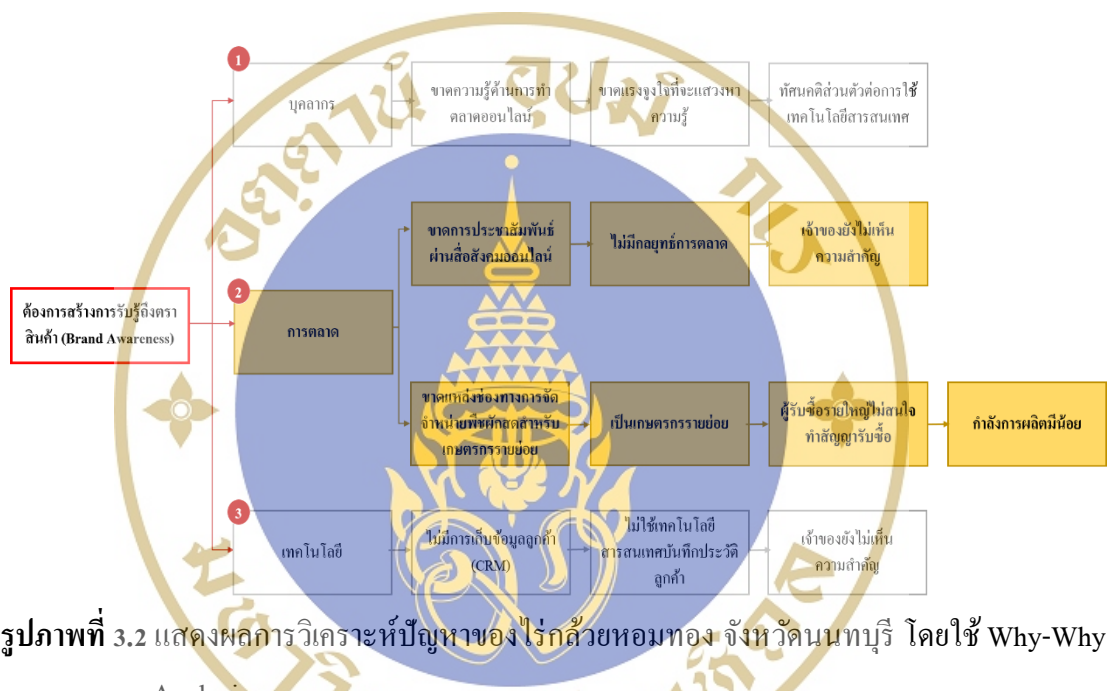 1
บุคลากร
ขาดความรู้ด้านการทำ
ตลาดออนไลน์
ขาดแรงจูงใจที่จะแสวงหา
ความรู้
ทัศนคติส่วนตัวต่อการใช้
เทคโนโลยีสารสนเทศ
ต้องการสร้างการรับรู้ถึงตรา
สินค้า (Brand Awareness)
2
การตลาด
ขาดการประชาสัมพันธ์
ผ่านสื่อสังคมออนไลน์
ไม่มีกลยุทธ์การตลาด
เจ้าของยังไม่เห็น
ความสำคัญ
ขาดแหล่งช่องทางการจัด
จำหน่ายพืชผักสดสำหรับ
เกษตรกรรายย่อย
เป็นเกษตรกรรายย่อย
ผู้รับซื้อรายใหญ่ไม่สนใจ
ทำสัญญารับซื้อ
กำลังการผลิตมีน้อย
3
เทคโนโลยี
ไม่มีการเก็บข้อมูลลูกค้า
(CRM)
ไม่ใช้เทคโนโลยี
สารสนเทศบันทึกประวัติ
ลูกค้า
เจ้าของยังไม่เห็น
ความสำคัญ
รูปภาพที่ 3.2 แสดงผลการวิเคราะห์ปัญหาของไร่กล้วยหอมทอง จังหวัดนนทบุรี โดยใช้ Why-Why